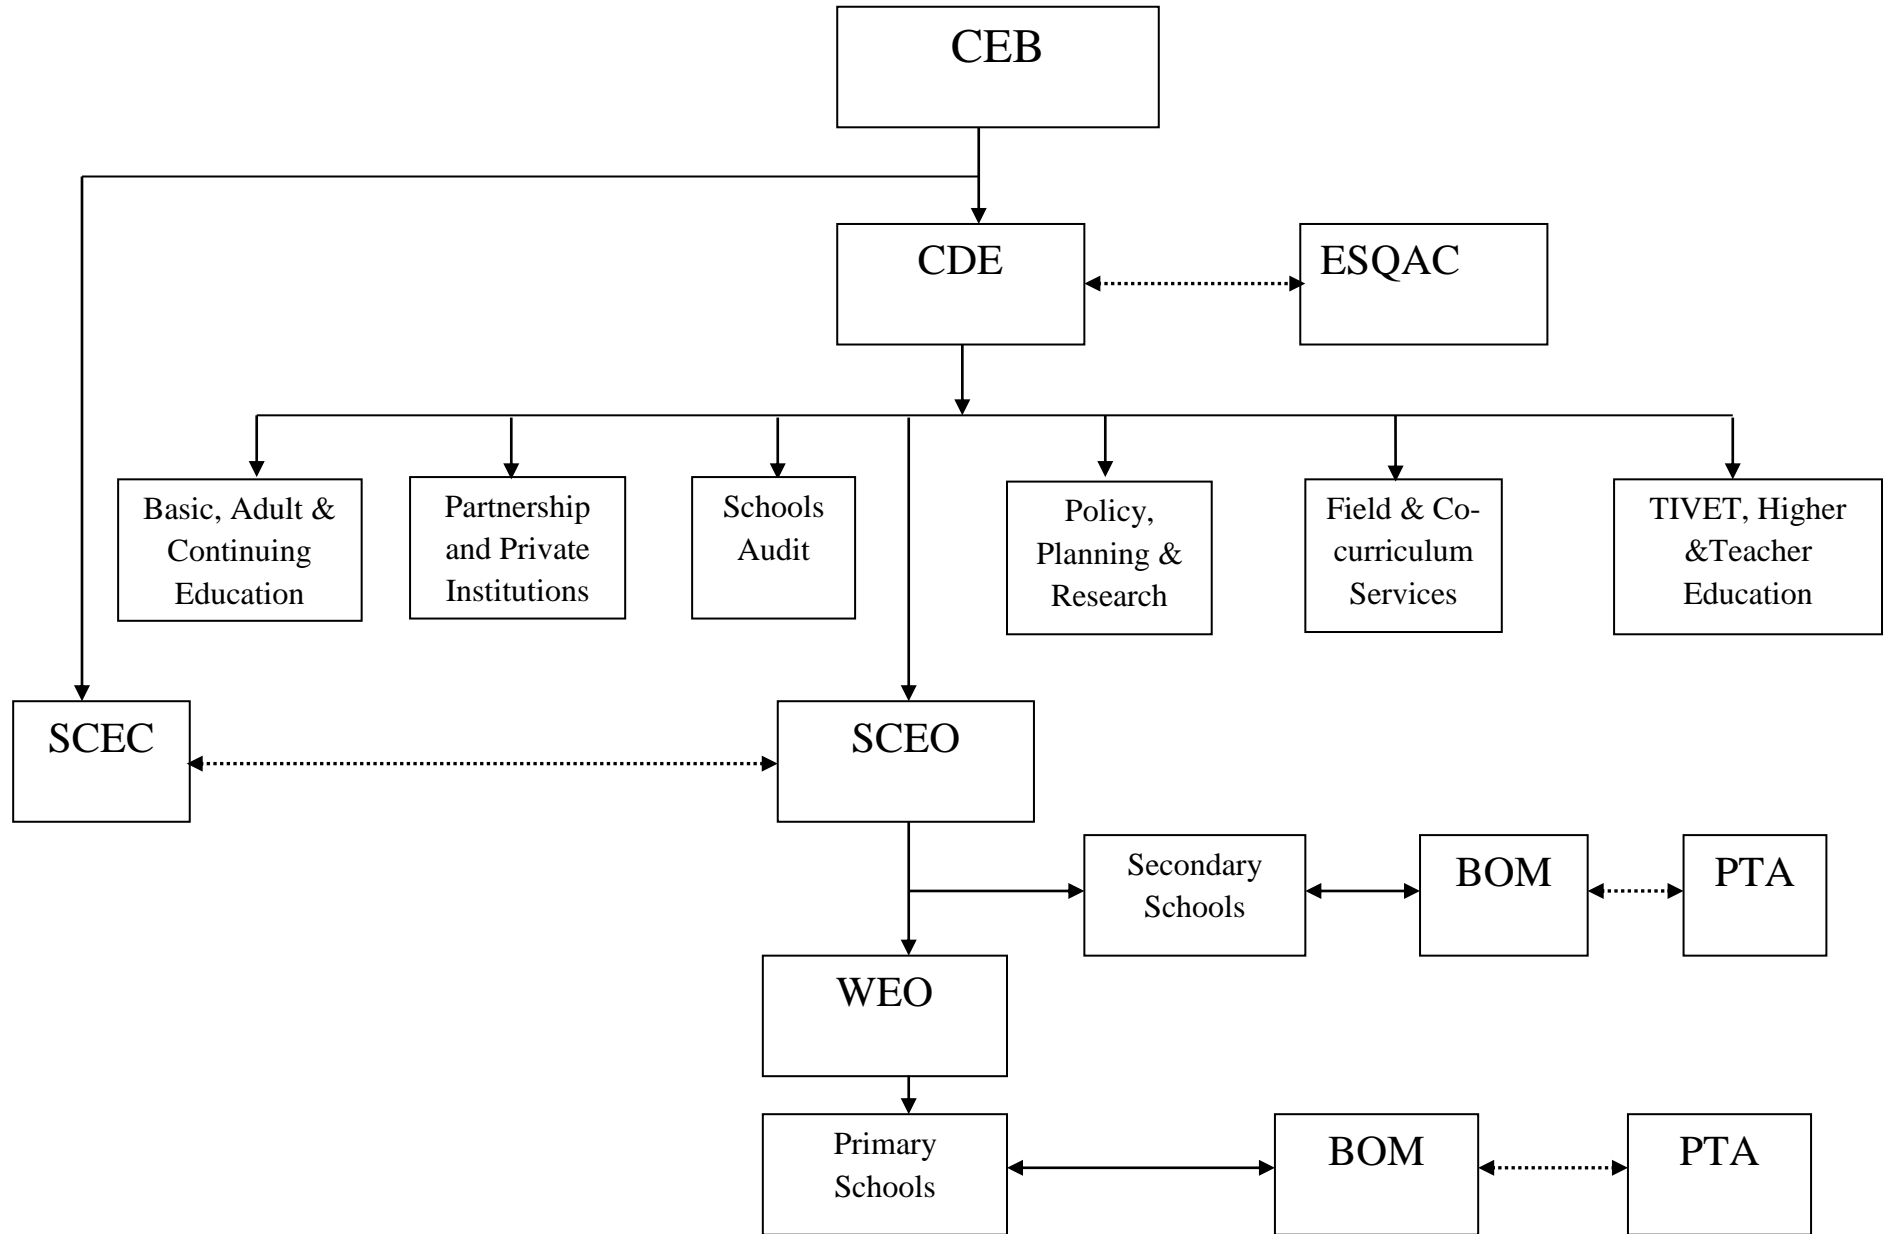 CEB
CDE
ESQAC
Basic, Adult &
Continuing
Education
Partnership
and Private
Institutions
Schools
Audit
Policy,
Planning &
Research
Field & Co-
curriculum
Services
TIVET, Higher
&Teacher
Education
SCEC
SCEO
Secondary
Schools
BOM
PTA
WEO
Primary
Schools
BOM
PTA